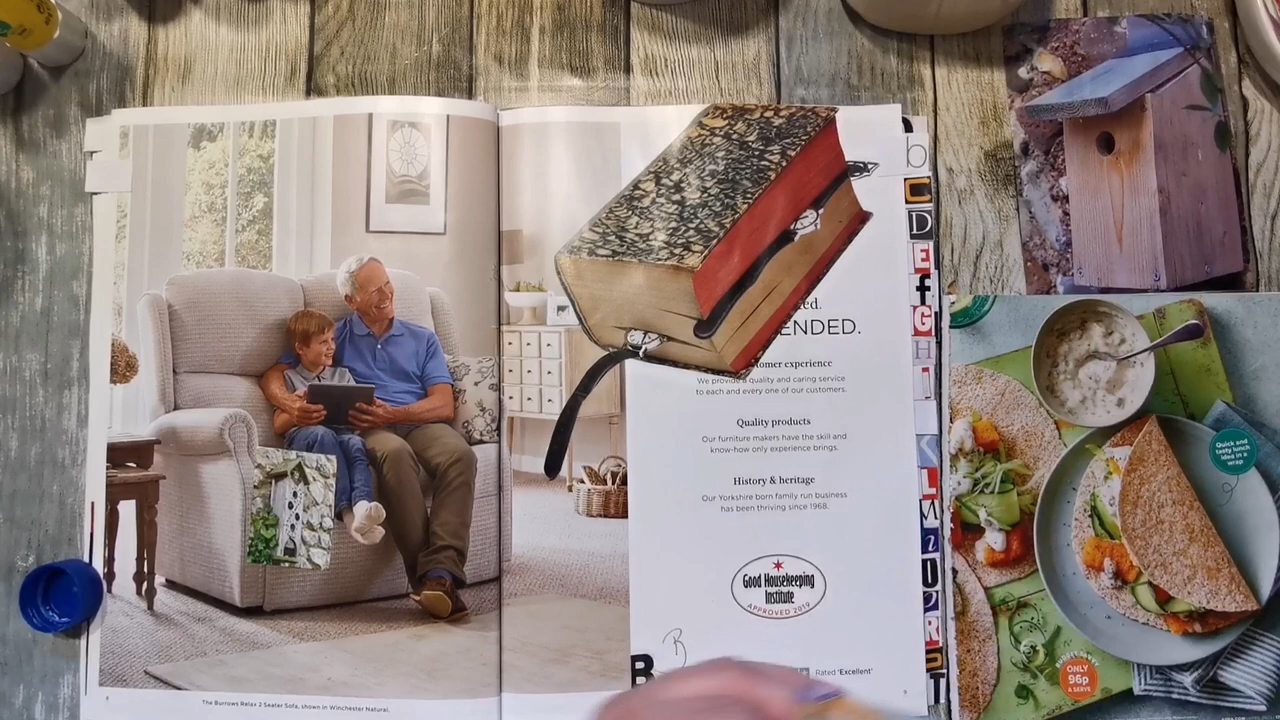 ed.
ENDED.
tomer experience
We provide a quality and caring service
to each and every one of our customers.
Quality products
Our furniture makers have the skill and
know-how only experience brings.
History & heritage
Our Yorkshire born family run business
has been thriving since 1968.
Good Housekeeping
Institute
APPROVED 2019
B
B
Rated 'Excellent'
The Burrows Relax 2 Seater Sofa, shown in Winchester Natural.
b
C
D
E
f
G
H
I
K
L
M
n
O
P
R
S
T
Quick and
tasty lunch
idea in a
wrap
ONLY
96p
A SERVE